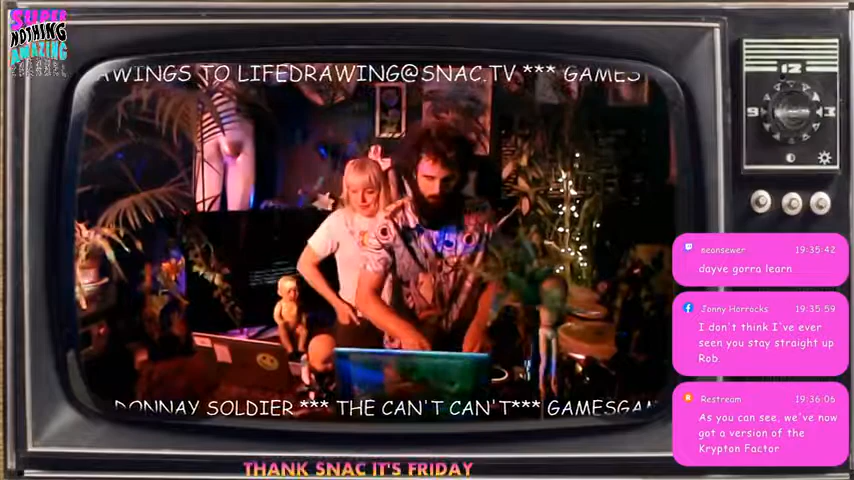 SUPER
NOTHING
AMAZING
CHANNEL
AWINGS TO LIFEDRAWING@SNAC.TV *** GAMES
12
9 3
seansewer 19:35:42
dayve gorra learn
Jonny Horrocks 19:35:59
I don't think I've ever
seen you stay straight up
Rob.
Restream 19:36:06
As you can see, we've now
got a version of the
Krypton Factor
DONNAY SOLDIER *** THE CAN'T CAN'T*** GAMESGAM
THANK SNAC IT'S FRIDAY